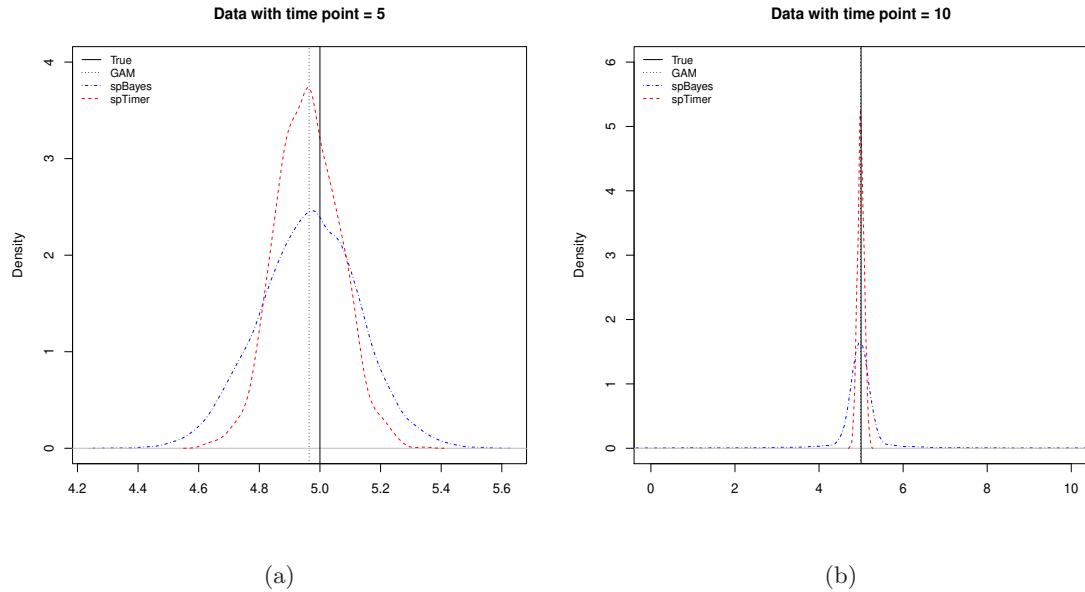 Data with time point = 5
True
GAM
spBayes
spTimer
Density
0
1
2
3
4
4.2 4.4 4.6 4.8 5.0 5.2 5.4 5.6
(a)
Data with time point = 10
True
GAM
spBayes
spTimer
Density
0
1
2
3
4
5
6
0 2 4 6 8 10
(b)